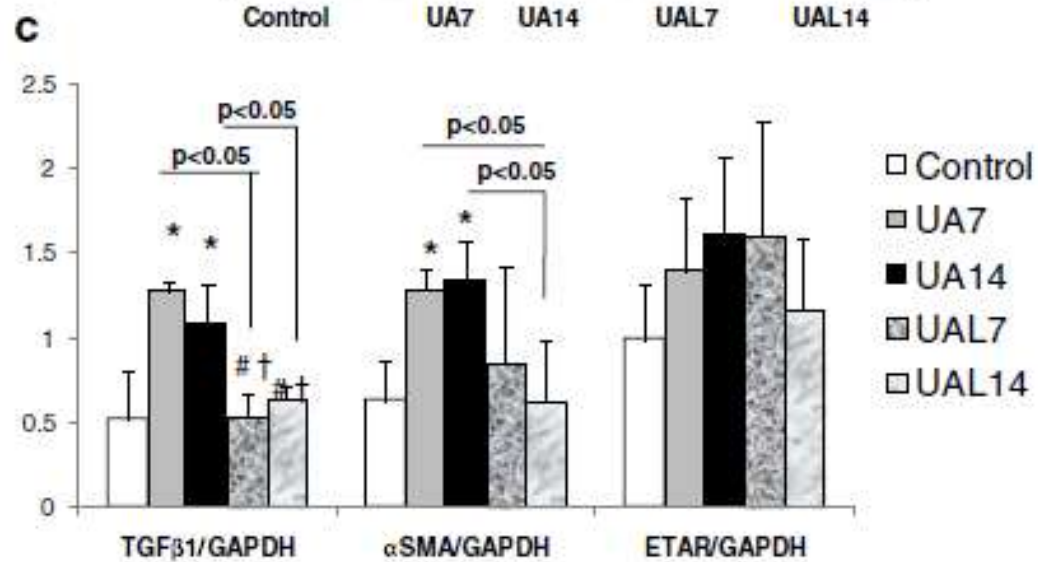 Control UA7 UA14 UAL7 UAL14
C
2.5
p<0.05
p<0.05
2
p<0.05
p<0.05
* *
1.5
* *
1
# †
# †
0.5
0
TGFβ1/GAPDH αSMA/GAPDH ETAR/GAPDH
Control
UA7
UA14
UAL7
UAL14